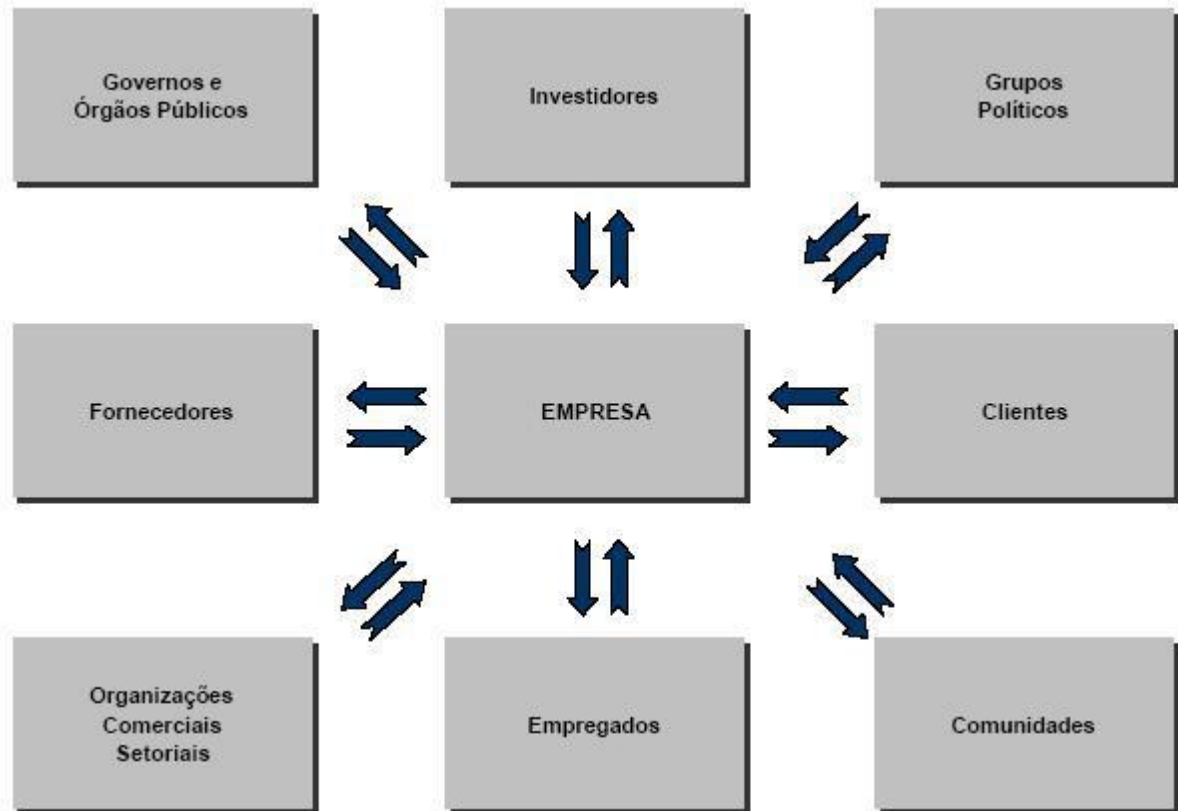 Governos e
Órgãos Públicos
Investidores
Grupos
Políticos
Fornecedores
EMPRESA
Clientes
Organizações
Comerciais
Setoriais
Empregados
Comunidades